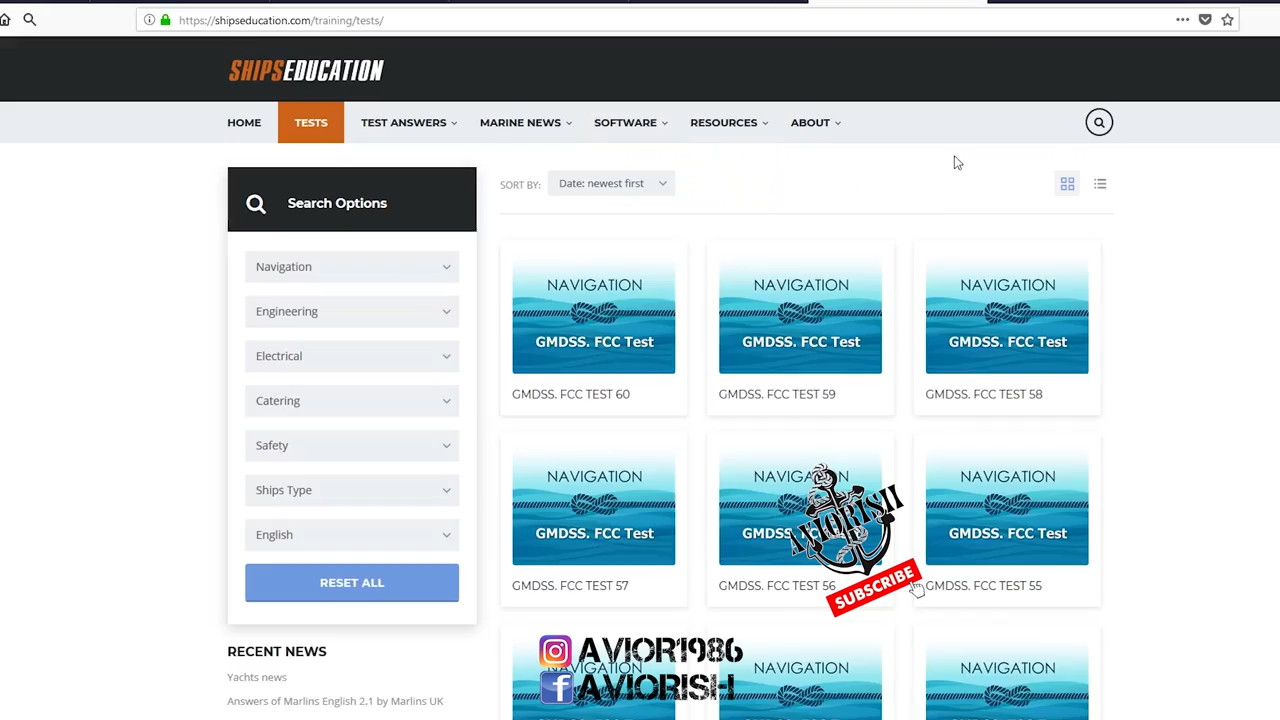 https://shipseducation.com/training/tests/
SHIPSEDUCATION
HOME
TESTS
TEST ANSWERS
MARINE NEWS
SOFTWARE
RESOURCES
ABOUT
Search Options
Navigation
Engineering
Electrical
Catering
Safety
Ships Type
English
RESET ALL
RECENT NEWS
Yachts news
Answers of Marlins English 2.1 by Marlins UK
SORT BY:
Date: newest first
NAVIGATION
GMDSS. FCC Test
GMDSS. FCC TEST 60
NAVIGATION
GMDSS. FCC Test
GMDSS. FCC TEST 59
NAVIGATION
GMDSS. FCC Test
GMDSS. FCC TEST 58
NAVIGATION
GMDSS. FCC Test
GMDSS. FCC TEST 57
NAVIGATION
GMDSS.
GMDSS. FCC TEST 56
NAVIGATION
GMDSS. FCC Test
GMDSS. FCC TEST 55
AVIORISH
SUBSCRIBE
NAVIGATION
NAVIGATION
NAVIGATION
AVIOR1986
AVIORISH